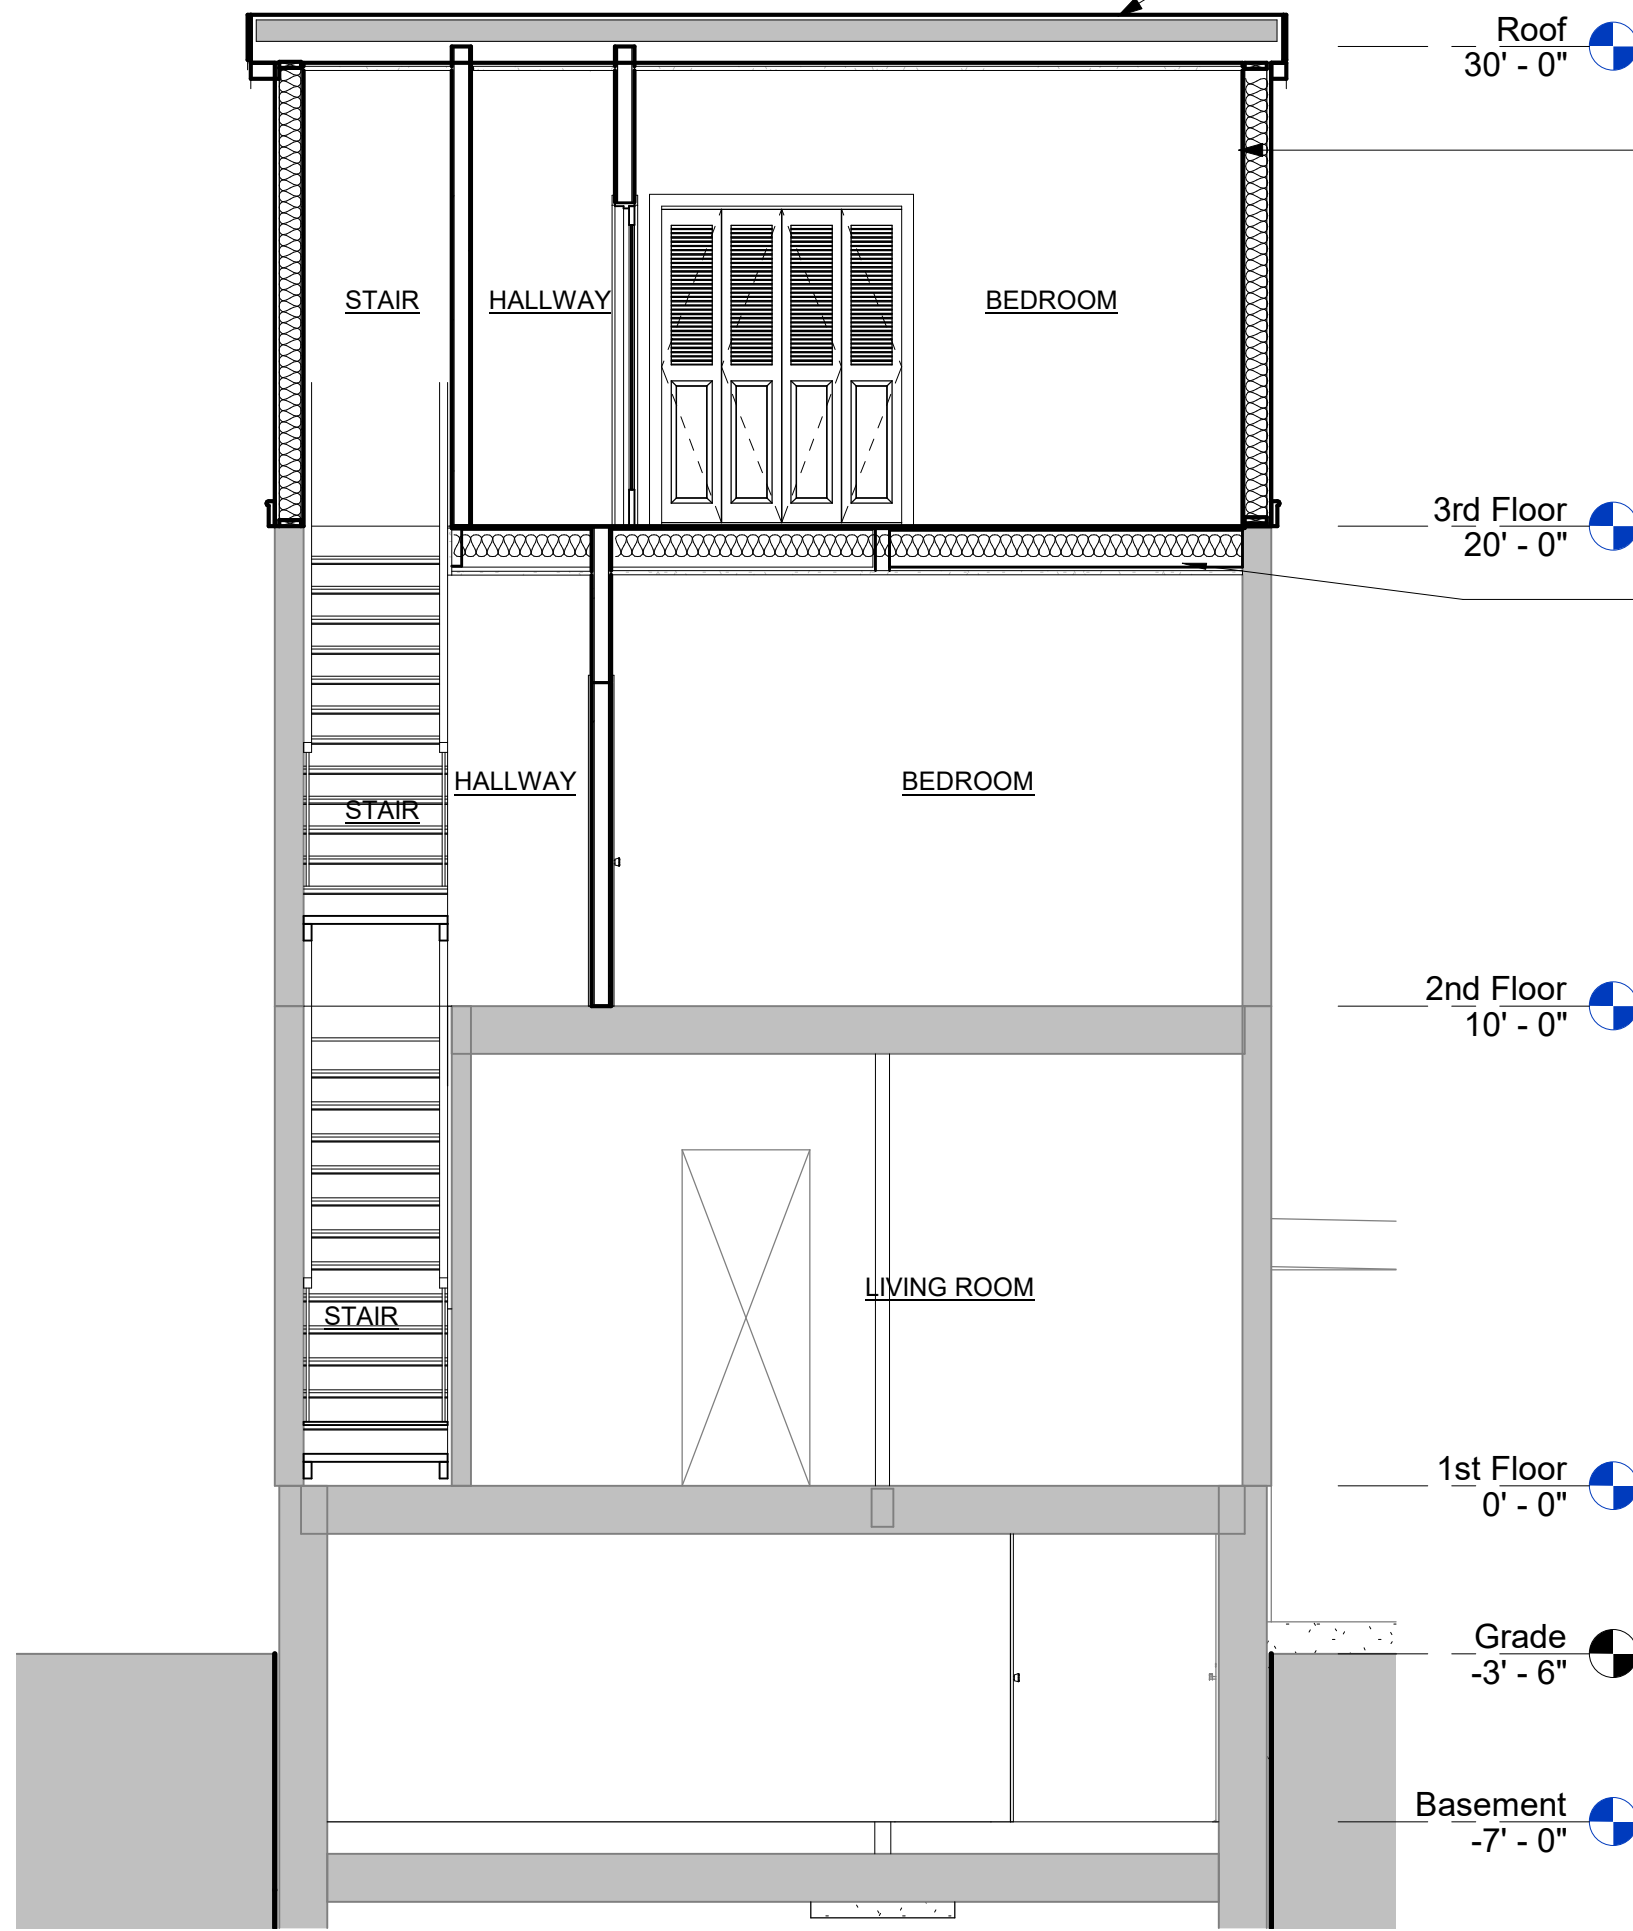 Roof
30' - 0"
STAIR
HALLWAY
BEDROOM
3rd Floor
20' - 0"
HALLWAY
BEDROOM
STAIR
2nd Floor
10' - 0"
LIVING ROOM
STAIR
1st Floor
0' - 0"
Grade
-3' - 6"
Basement
-7' - 0"